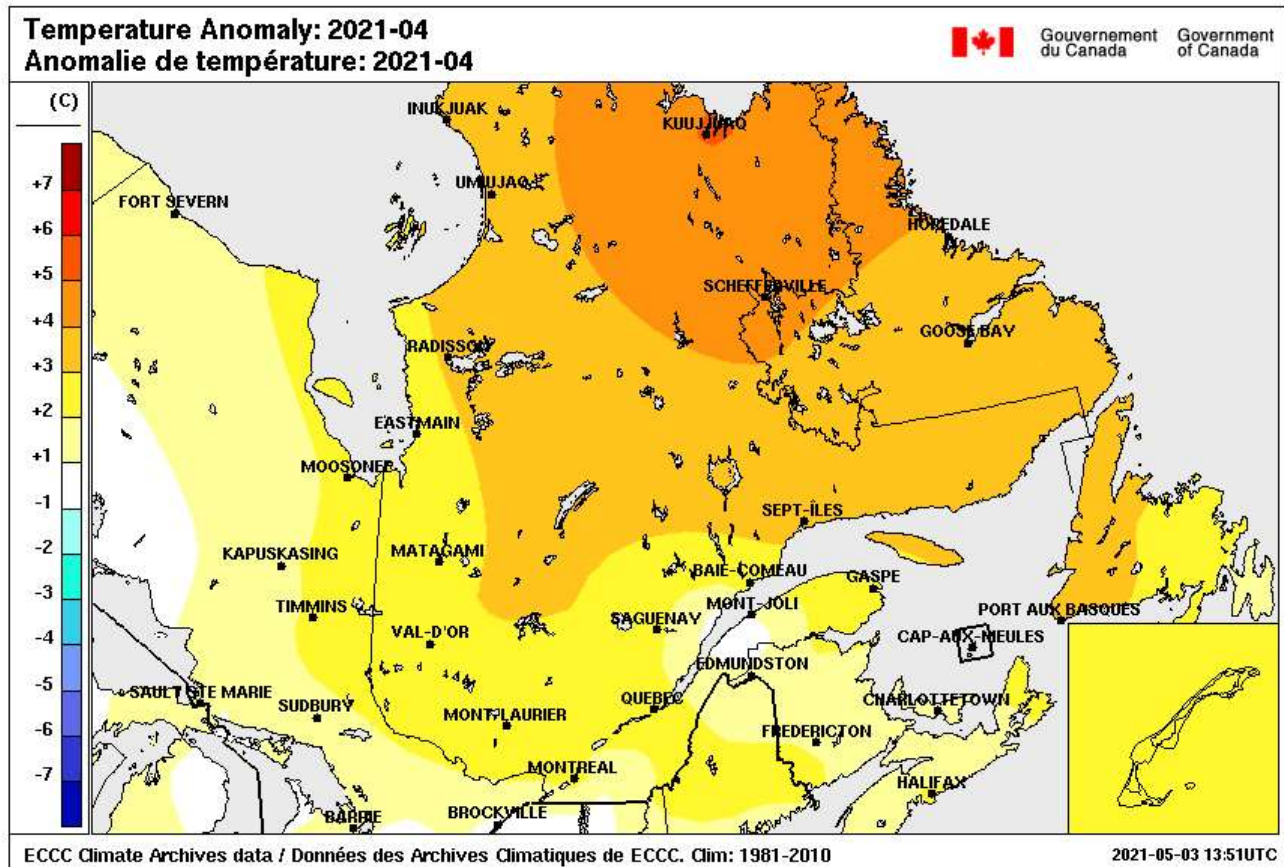 Temperature Anomaly: 2021-04
Anomalie de température: 2021-04
Gouvernement du Canada
Government of Canada
(C)
+7
+6
+5
+4
+3
+2
+1
-1
-2
-3
-4
-5
-6
-7
INUKJUAK
KUUJJUAQ
UMIUJAQ
FORT SEVERN
HOPEDALE
SCHEFFERVILLE
GOOSE BAY
RADISSON
EASTMAIN
MOOSONEE
SEPT-ÎLES
KAPUSKASING
MATAGAMI
BAIE-COMEAU
GASPE
TIMMINS
MONT-JOLI
SAGUENAY
PORT AUX BASQUES
VAL-D'OR
CAP-AUX-MEULES
EDMUNDSTON
SAULT STE MARIE
SUDBURY
MONT-LAURIER
QUEBEC
CHARLOTTETOWN
FREDERICTON
MONTREAL
HALIFAX
BARRIE
BROCKVILLE
ECCC Climate Archives data / Données des Archives Climatiques de ECCC. Clim: 1981-2010
2021-05-03 13:51UTC